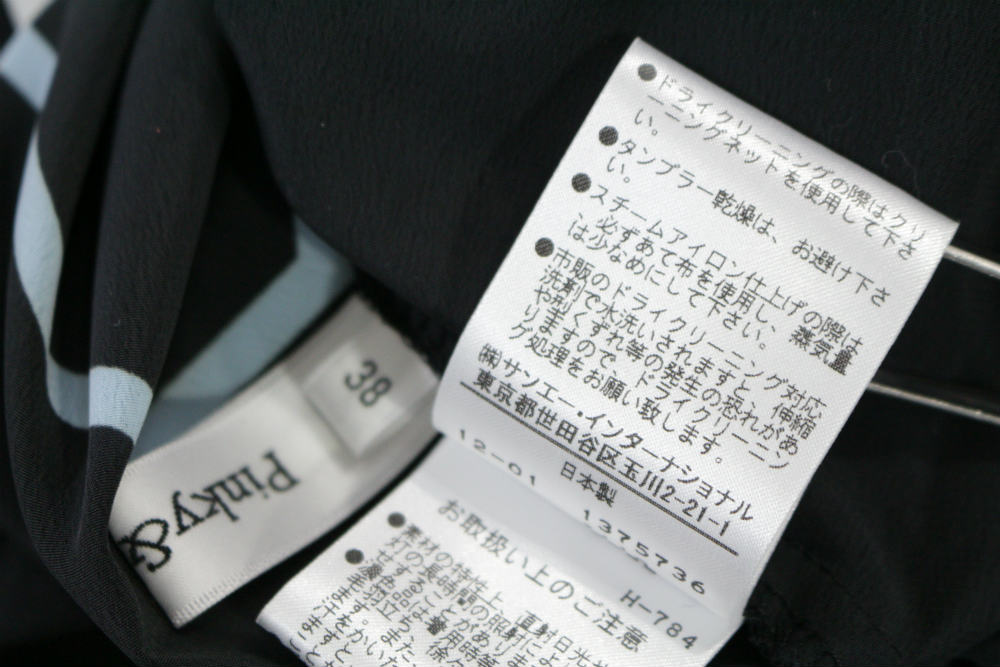 ●ドライクリーニングの際はクリ
ーニングネットを使用して下さ
い。
●タンブラー乾燥は、お避け下さ
い。
●スチームアイロン仕上げの際は
必ずあて布を使用し、蒸気量
は少なめにして下さい。
●市販のドライクリーニング対応
洗剤で水洗いされますと、伸縮
や型くずれ等の発生の恐れがあ
りますので、ドライクリーニン
グ処理をお願い致します。
㈱サンエー・インターナショナル
東京都世田谷区玉川2-21-1
日本製
12-01 1375736
H-784
お取扱い上のご注意
●素材の特性上、直射日光
灯の長時間の照射によ
38
Pinky&